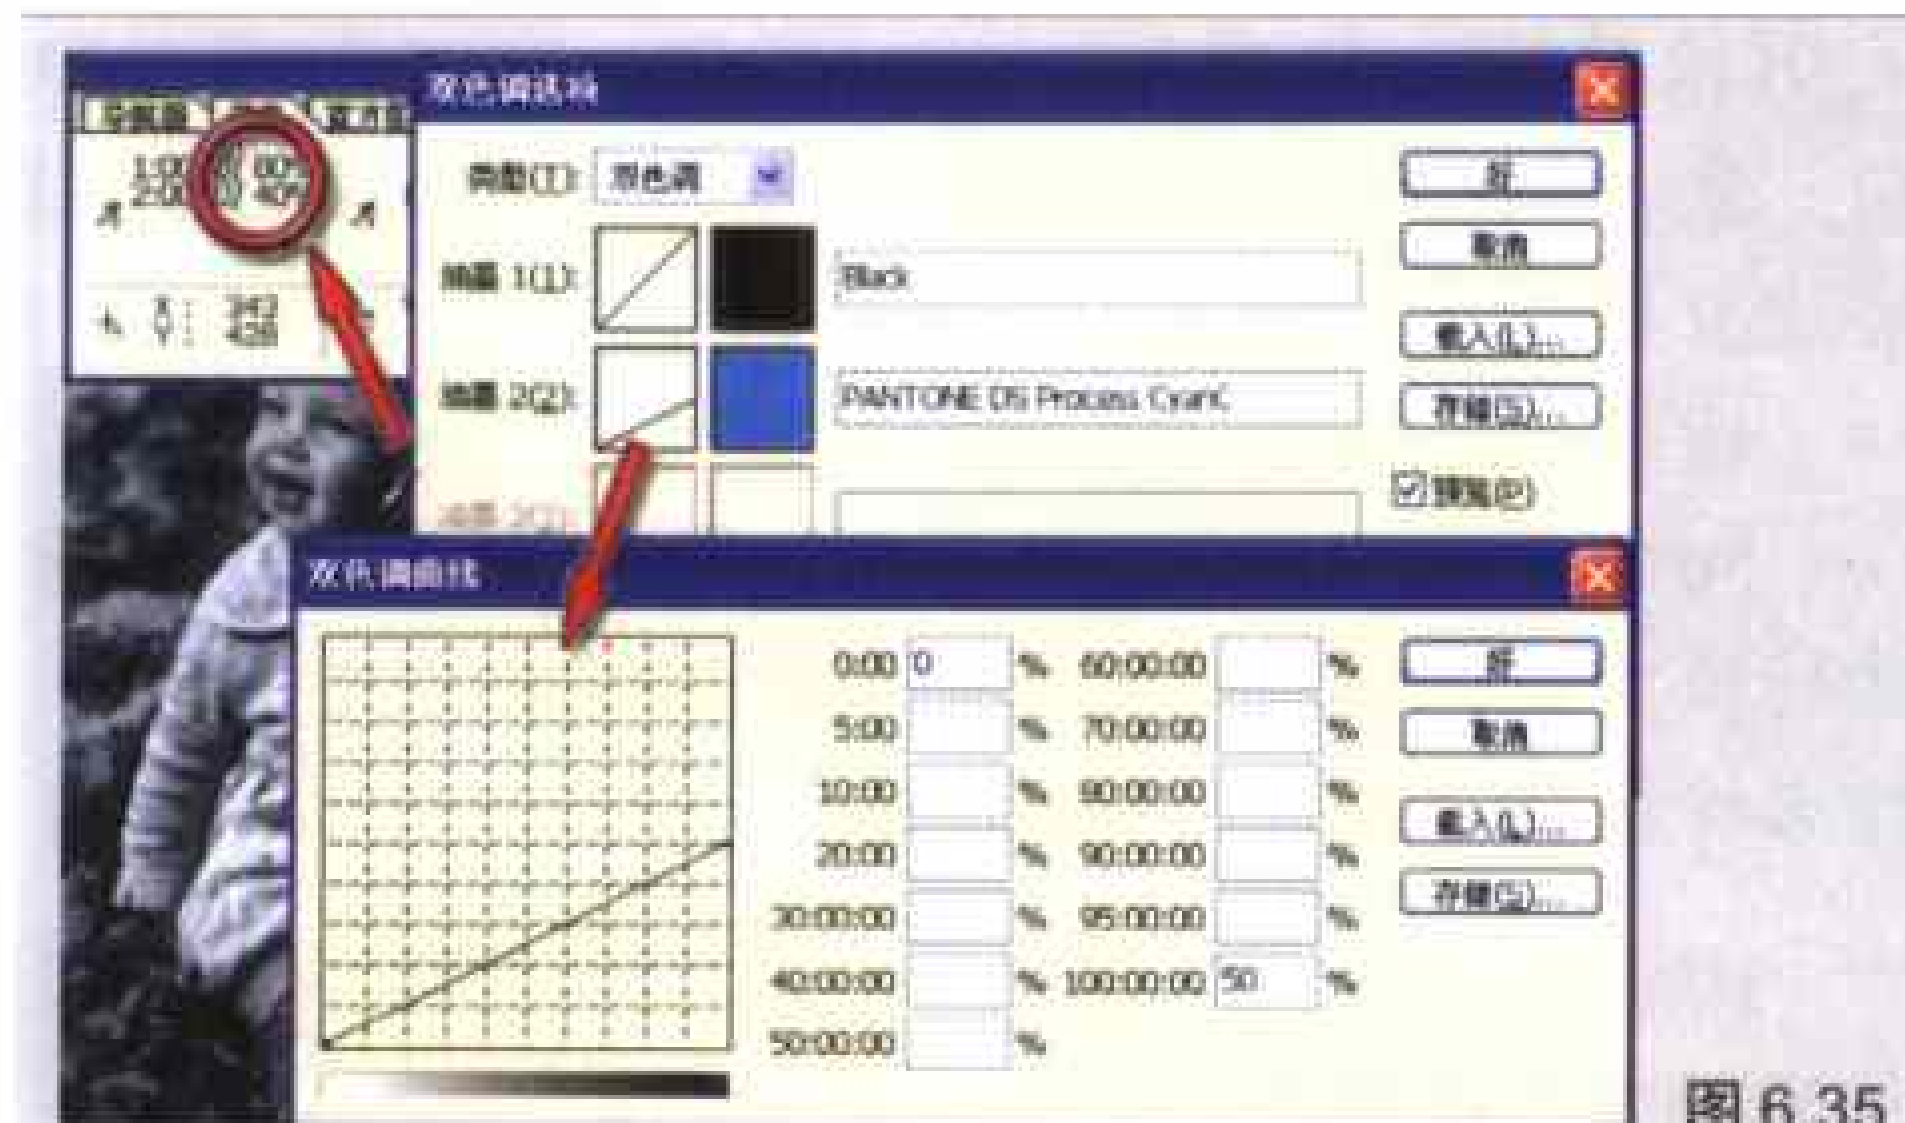 双色调选项
类型(T): 双色调
好
取消
油墨 1(1): Black
载入(L)...
油墨 2(2): PANTONE DS Process CyanC
存储(S)...
预览(P)
342
双色调曲线
0:00 0 % 60:00:00 % 好
5:00 % 70:00:00 % 取消
10:00 % 80:00:00 %
20:00 % 90:00:00 % 载入(L)...
30:00:00 % 95:00:00 % 存储(S)...
40:00:00 % 100:00:00 50 %
50:00:00 %
图 6.35